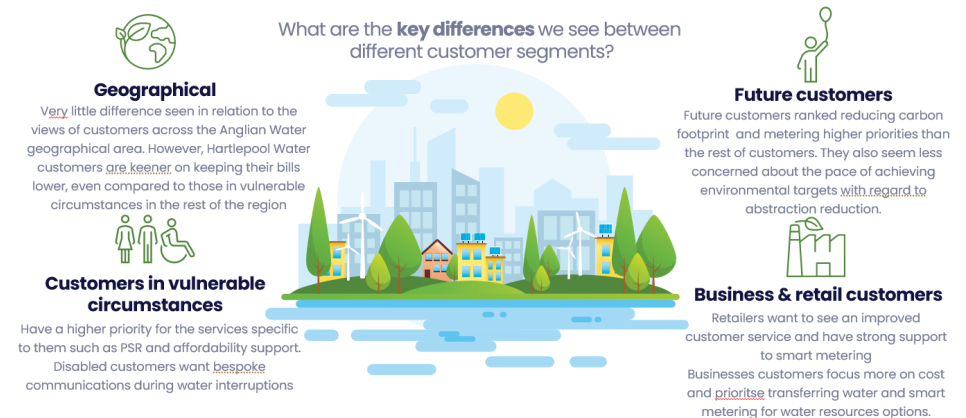 What are the key differences we see between
different customer segments?
Geographical
Very little difference seen in relation to the
views of customers across the Anglian Water
geographical area. However, Hartlepool Water
customers are keener on keeping their bills
lower, even compared to those in vulnerable
circumstances in the rest of the region
Customers in vulnerable
circumstances
Have a higher priority for the services specific
to them such as PSR and affordability support.
Disabled customers want bespoke
communications during water interruptions
Future customers
Future customers ranked reducing carbon
footprint and metering higher priorities than
the rest of customers. They also seem less
concerned about the pace of achieving
environmental targets with regard to
abstraction reduction.
Business & retail customers
Retailers want to see an improved
customer service and have strong support
to smart metering
Businesses customers focus more on cost
and prioritse transferring water and smart
metering for water resources options.